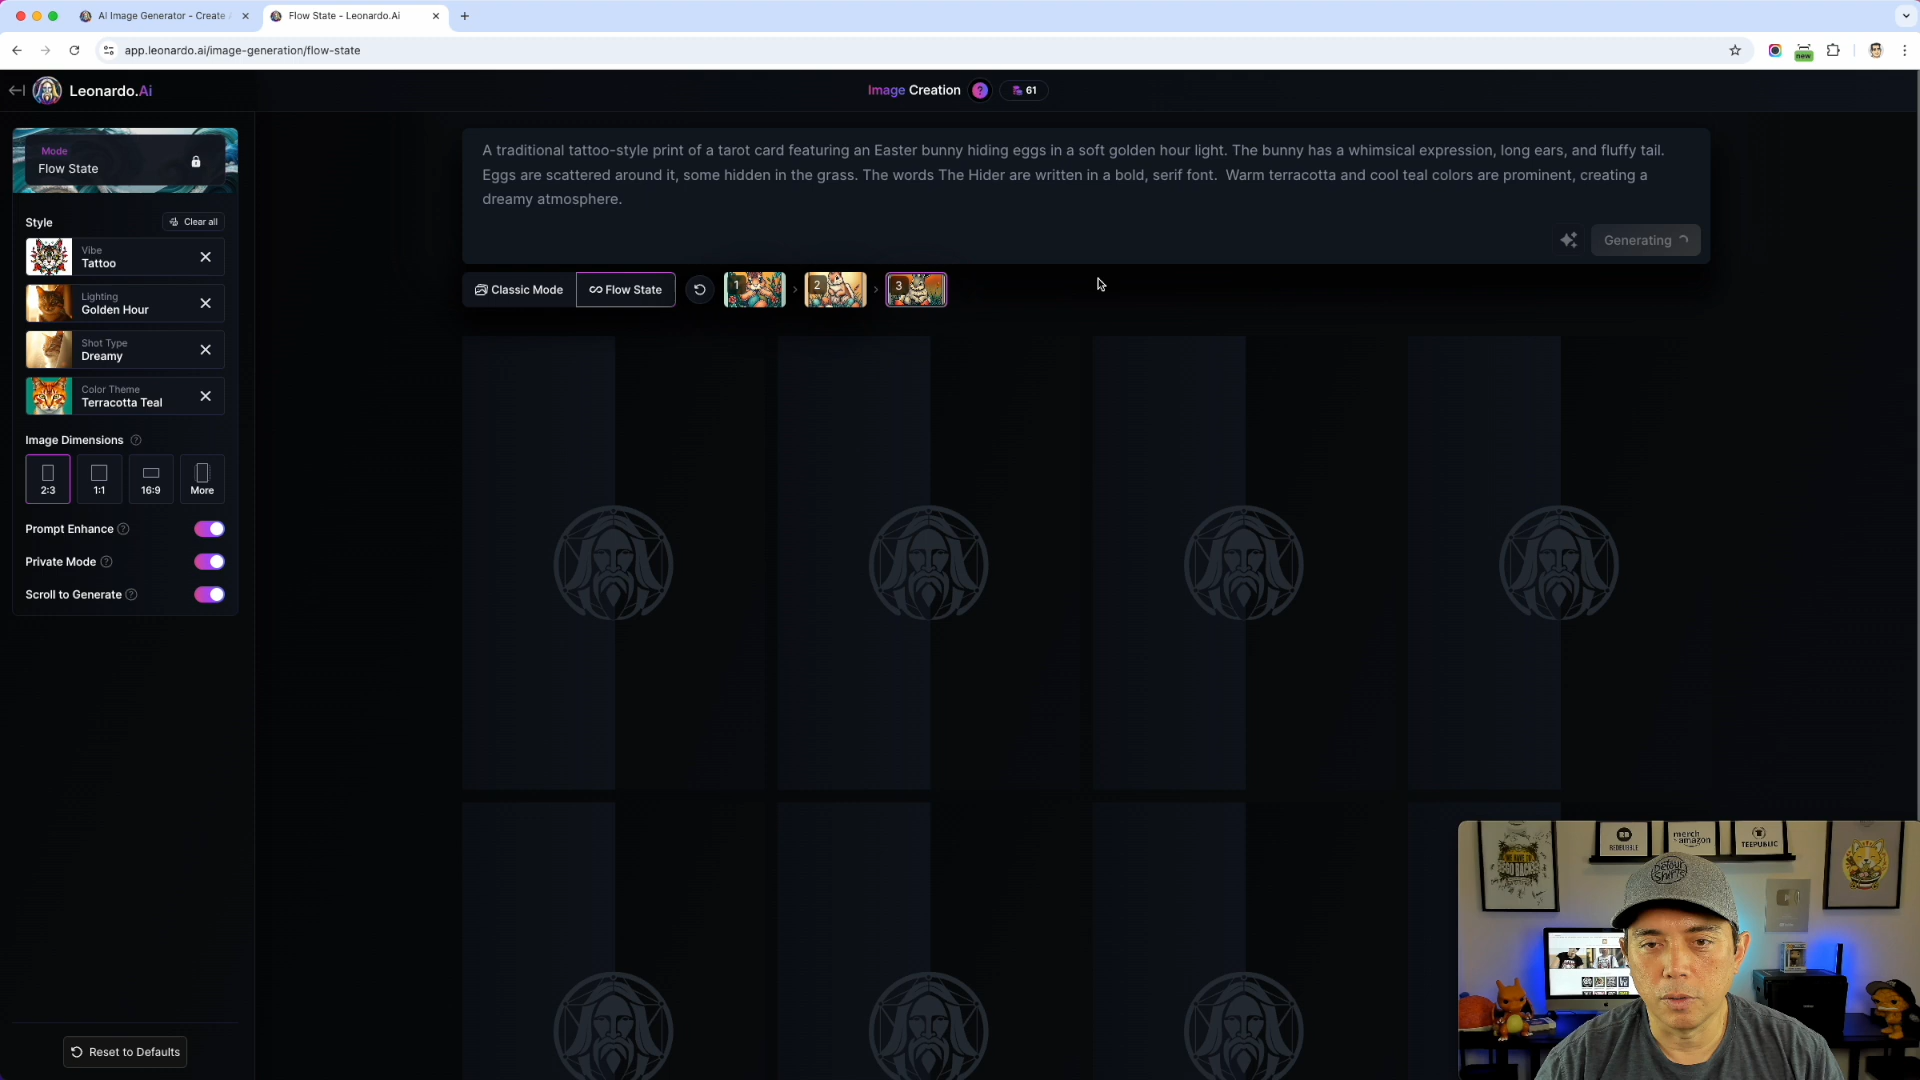 AI Image Generator - Create
Flow State - Leonardo.Ai
app.leonardo.ai/image-generation/flow-state
new
Leonardo.Ai
Image Creation
?
61
Mode
Flow State
A traditional tattoo-style print of a tarot card featuring an Easter bunny hiding eggs in a soft golden hour light. The bunny has a whimsical expression, long ears, and fluffy tail.
Eggs are scattered around it, some hidden in the grass. The words The Hider are written in a bold, serif font.  Warm terracotta and cool teal colors are prominent, creating a
dreamy atmosphere.
Generating
Style
Clear all
Vibe
Tattoo
Lighting
Golden Hour
Shot Type
Dreamy
Color Theme
Terracotta Teal
Classic Mode
Flow State
1
2
3
Image Dimensions
2:3
1:1
16:9
More
Prompt Enhance
Private Mode
Scroll to Generate
Reset to Defaults
REDBUBBLE
merch
amazon
TEEPUBLIC
DETOUR
SHIRTS